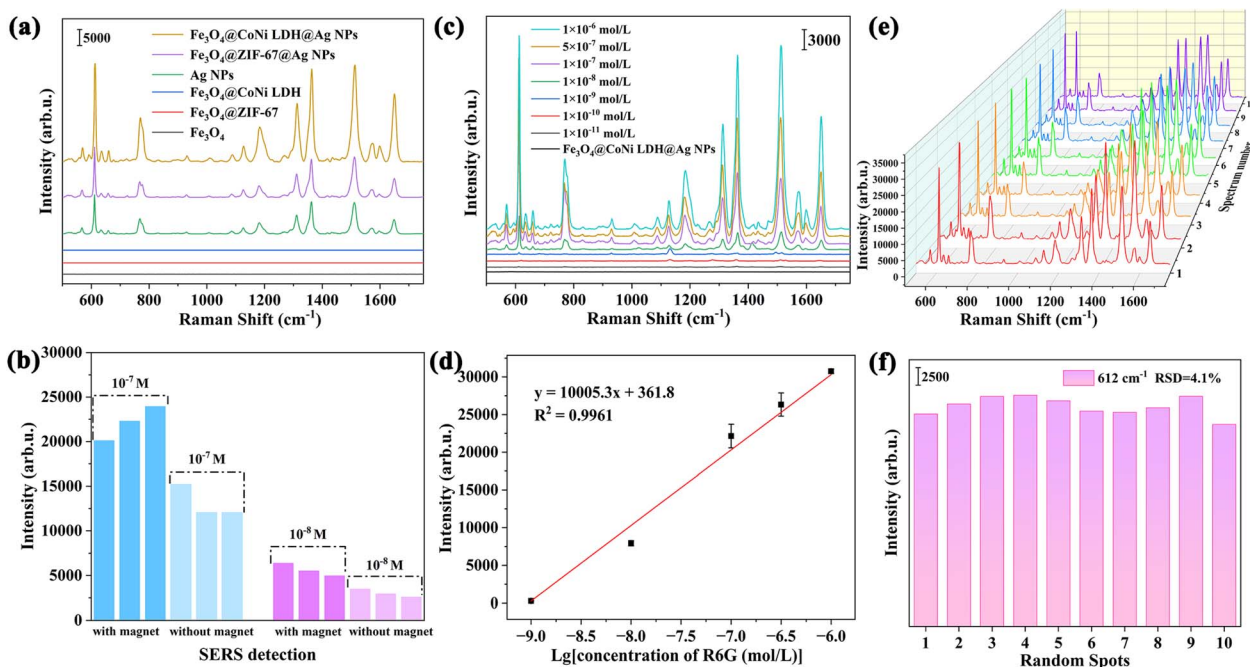 (a)
5000
Fe₃O₄@CoNi LDH@Ag NPs
Fe₃O₄@ZIF-67@Ag NPs
Ag NPs
Fe₃O₄@CoNi LDH
Fe₃O₄@ZIF-67
Fe₃O₄
Intensity (arb.u.)
600 800 1000 1200 1400 1600
Raman Shift (cm⁻¹)
(c)
1×10⁻⁶ mol/L
5×10⁻⁷ mol/L
1×10⁻⁷ mol/L
1×10⁻⁸ mol/L
1×10⁻⁹ mol/L
1×10⁻¹⁰ mol/L
1×10⁻¹¹ mol/L
Fe₃O₄@CoNi LDH@Ag NPs
3000
Intensity (arb.u.)
600 800 1000 1200 1400 1600
Raman Shift (cm⁻¹)
(e)
35000
30000
25000
20000
15000
10000
5000
0
Intensity (arb.u.)
600 800 1000 1200 1400 1600
Raman Shift (cm⁻¹)
1
2
3
4
5
6
7
8
9
Spectrum number
(b)
30000
25000
20000
15000
10000
5000
0
Intensity (arb.u.)
10⁻⁷ M
10⁻⁷ M
10⁻⁸ M
10⁻⁸ M
with magnet without magnet with magnet without magnet
SERS detection
(d)
30000
25000
20000
15000
10000
5000
0
Intensity (arb.u.)
y = 10005.3x + 361.8
R² = 0.9961
−9.0 −8.5 −8.0 −7.5 −7.0 −6.5 −6.0
Lg[concentration of R6G (mol/L)]
(f)
2500
612 cm⁻¹ RSD=4.1%
Intensity (arb.u.)
1 2 3 4 5 6 7 8 9 10
Random Spots